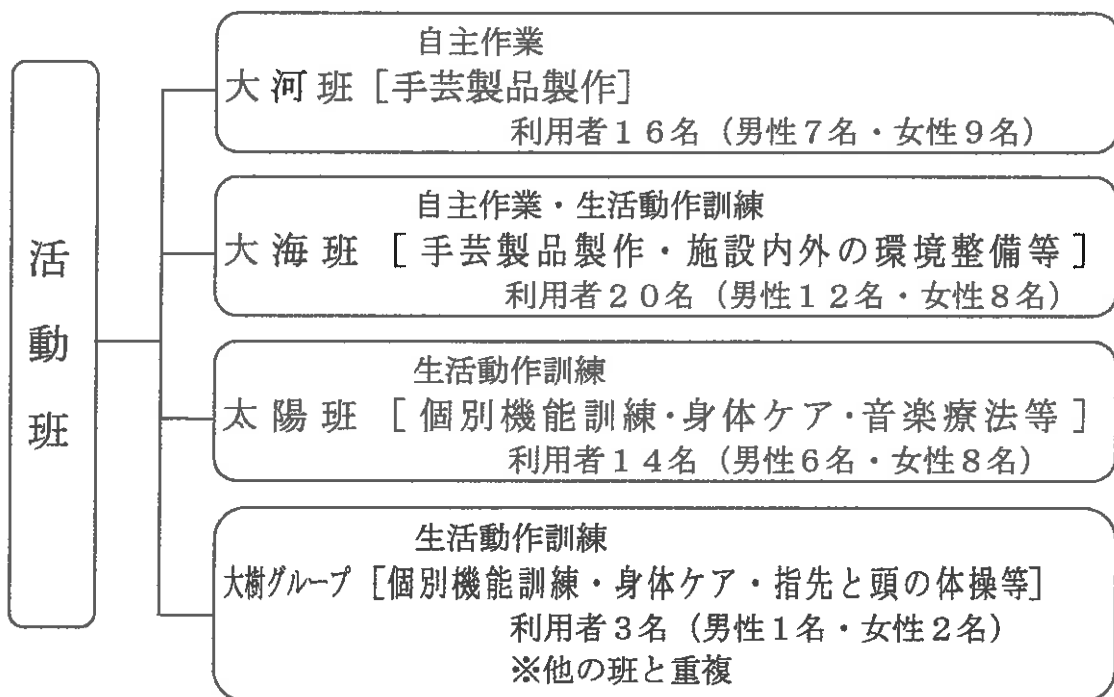 活動班
自主作業
大河班［手芸製品製作］
利用者１６名（男性７名・女性９名）
自主作業・生活動作訓練
大海班［手芸製品製作・施設内外の環境整備等］
利用者２０名（男性１２名・女性８名）
生活動作訓練
太陽班［個別機能訓練・身体ケア・音楽療法等］
利用者１４名（男性６名・女性８名）
生活動作訓練
大樹グループ［個別機能訓練・身体ケア・指先と頭の体操等］
利用者３名（男性１名・女性２名）
※他の班と重複